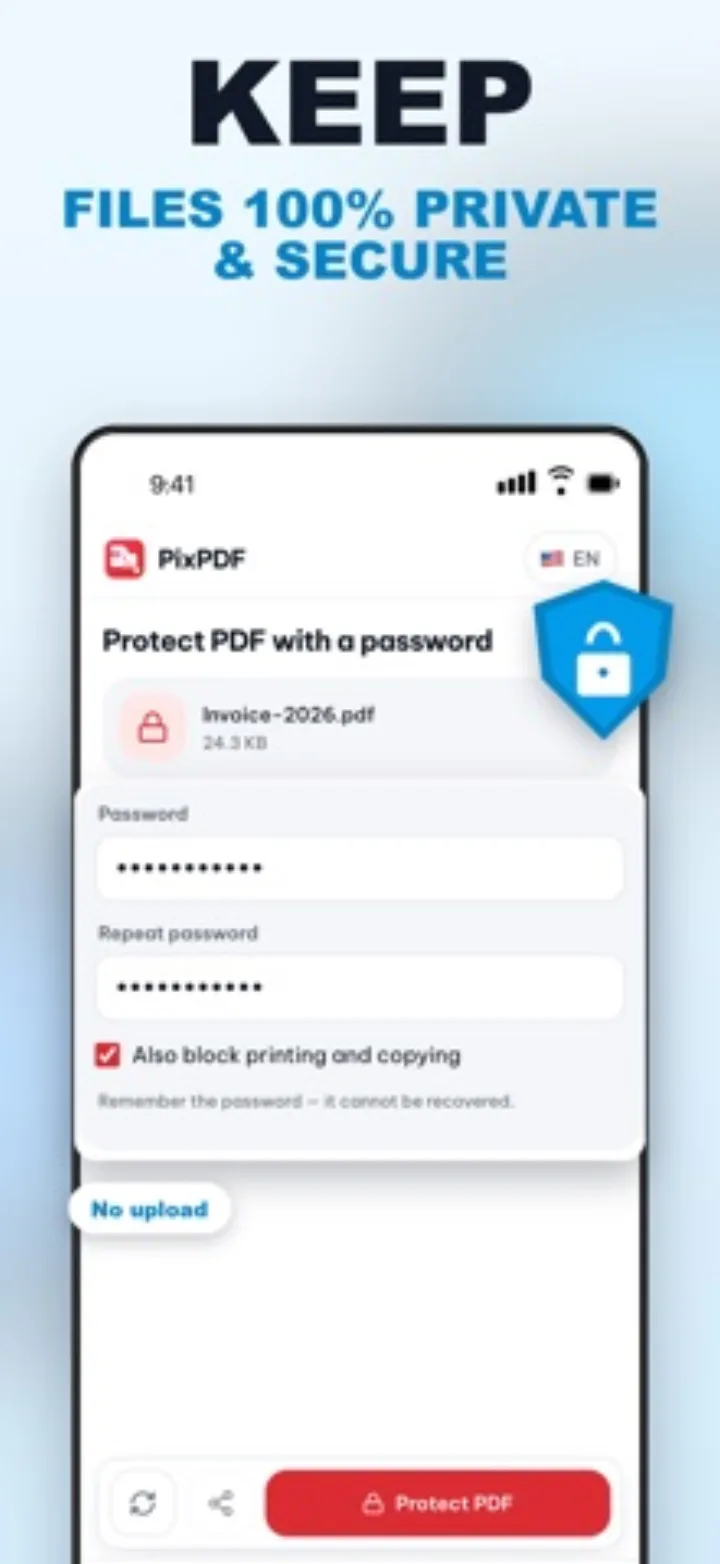 KEEP
FILES 100% PRIVATE
& SECURE
9:41
PixPDF
EN
Protect PDF with a password
Invoice-2026.pdf
24.3 KB
Password
•••••••••••
Repeat password
•••••••••••
Also block printing and copying
Remember the password – it cannot be recovered.
No upload
Protect PDF